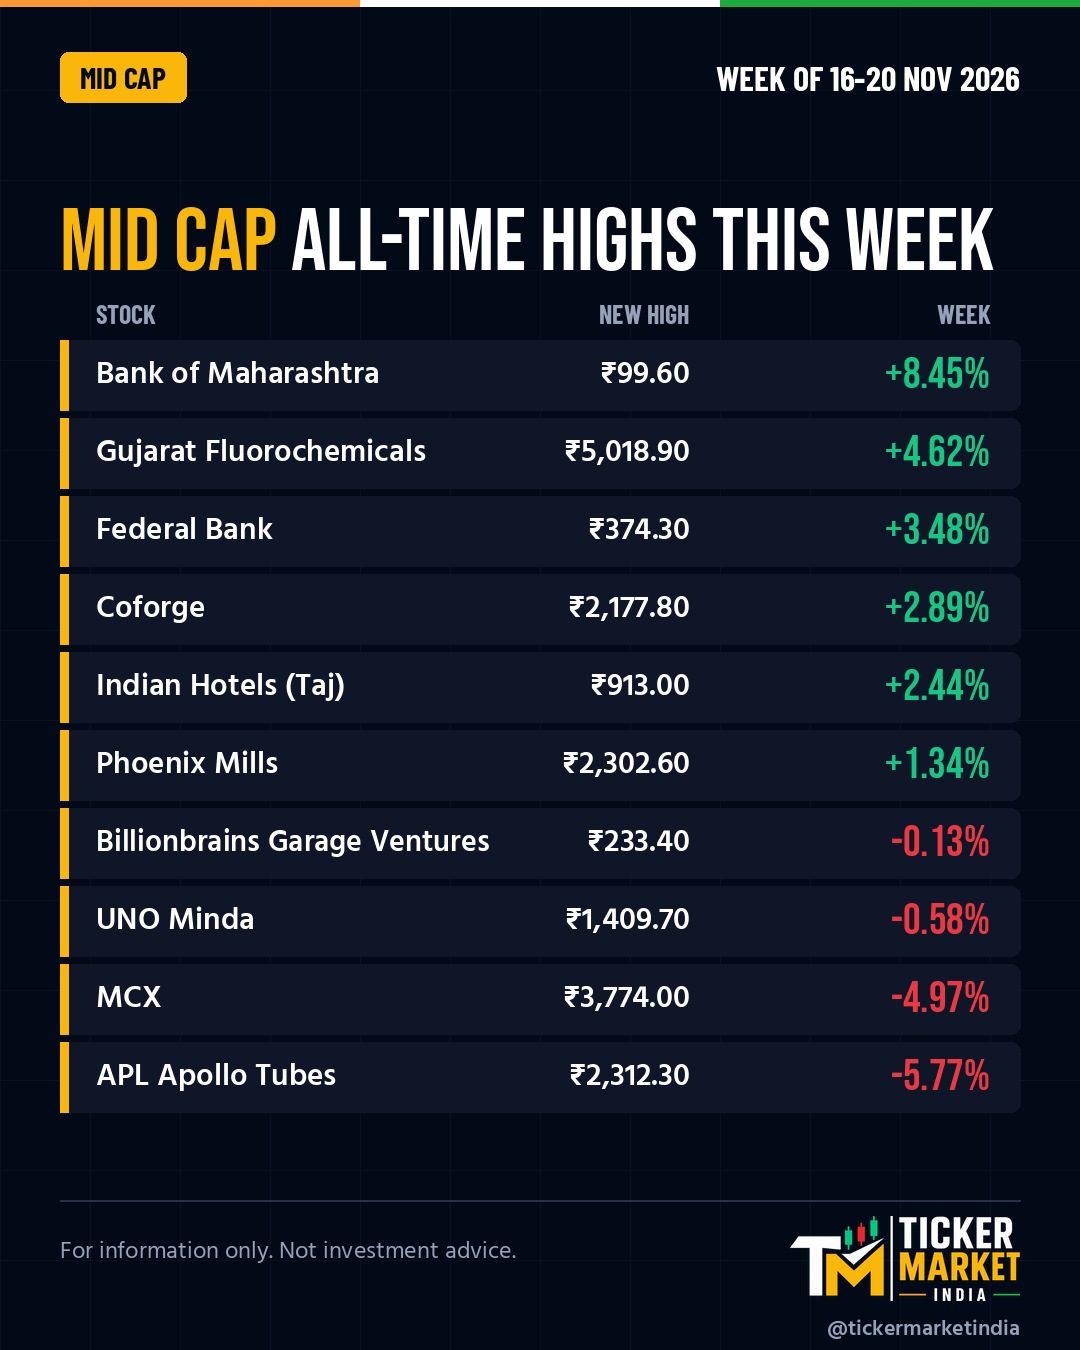 MID CAP
WEEK OF 16-20 NOV 2026
MID CAP ALL-TIME HIGHS THIS WEEK
STOCK NEW HIGH WEEK
Bank of Maharashtra ₹99.60 +8.45%
Gujarat Fluorochemicals ₹5,018.90 +4.62%
Federal Bank ₹374.30 +3.48%
Coforge ₹2,177.80 +2.89%
Indian Hotels (Taj) ₹913.00 +2.44%
Phoenix Mills ₹2,302.60 +1.34%
Billionbrains Garage Ventures ₹233.40 -0.13%
UNO Minda ₹1,409.70 -0.58%
MCX ₹3,774.00 -4.97%
APL Apollo Tubes ₹2,312.30 -5.77%
For information only. Not investment advice.
TM
TICKER
MARKET
INDIA
@tickermarketindia